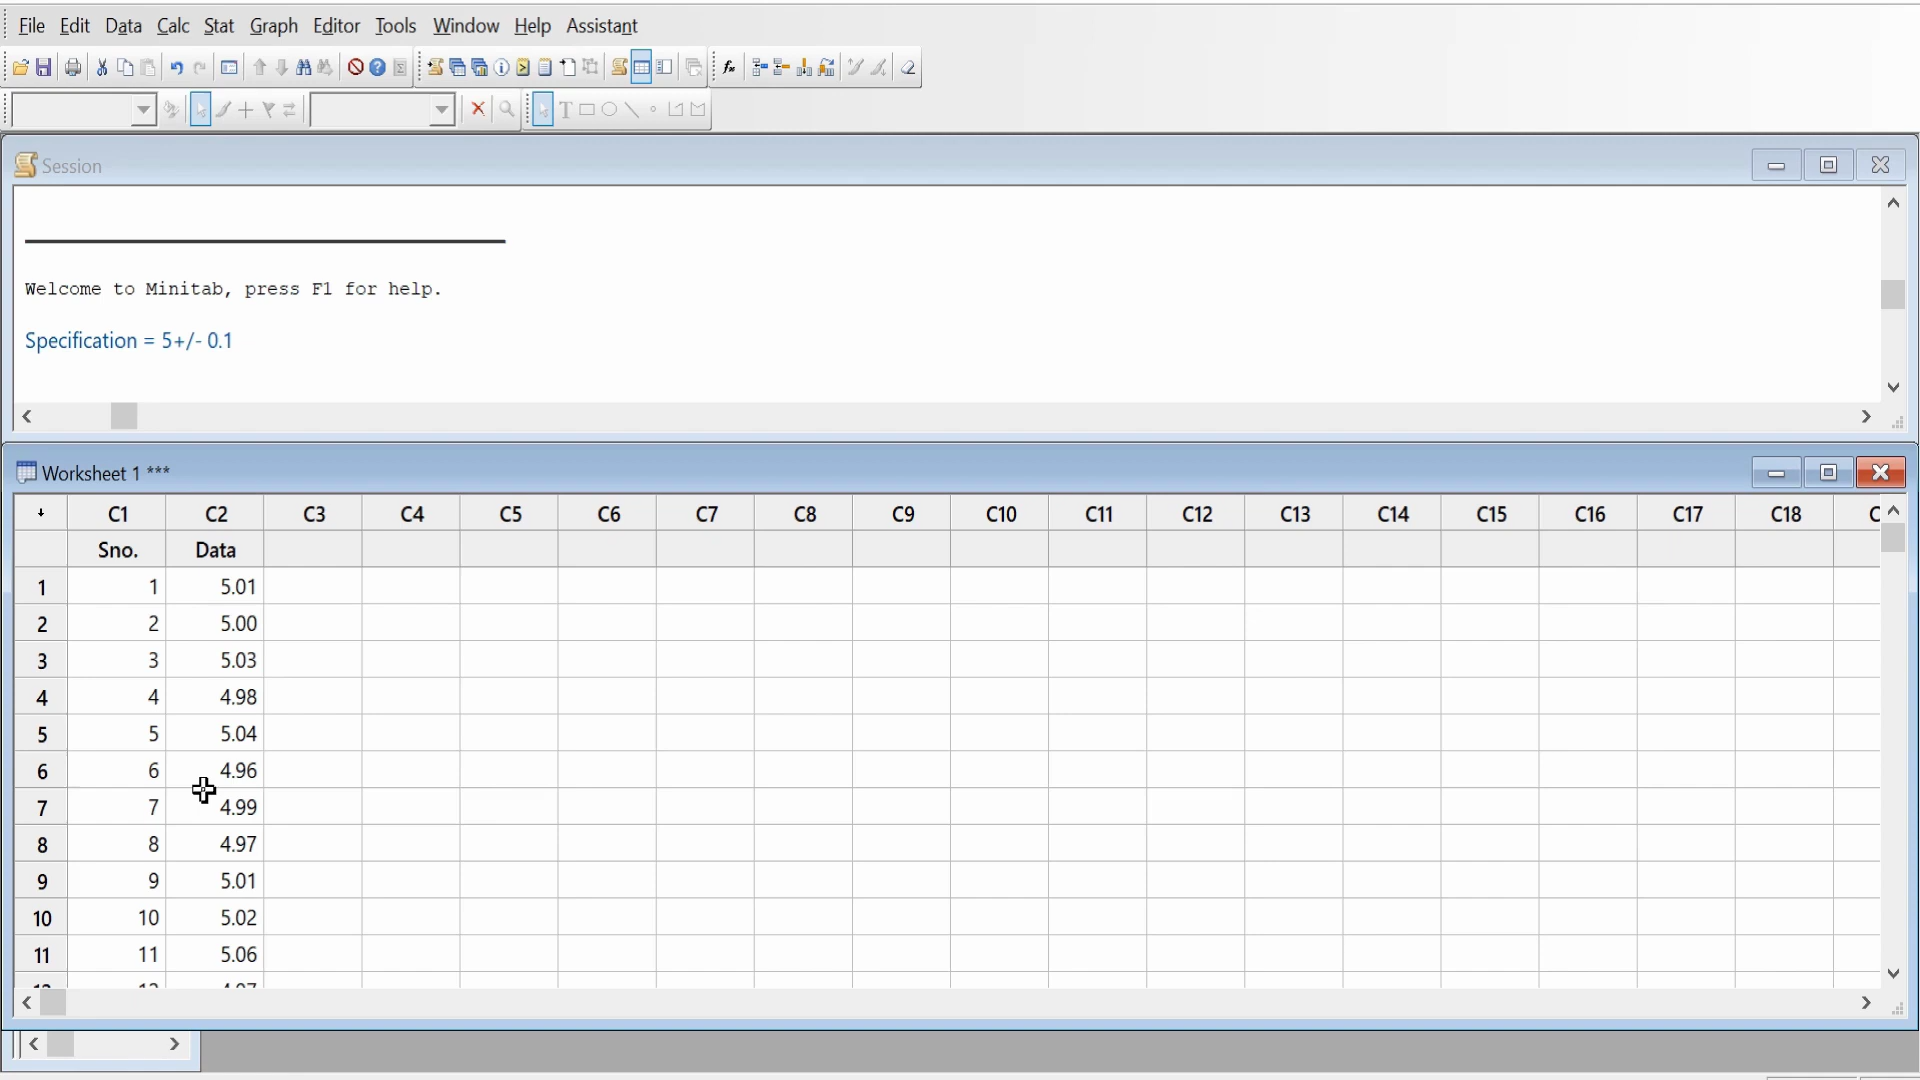 File Edit Data Calc Stat Graph Editor Tools Window Help Assistant
Session
Welcome to Minitab, press F1 for help.
Specification = 5+/- 0.1
Worksheet 1 ***
C1 C2 C3 C4 C5 C6 C7 C8 C9 C10 C11 C12 C13 C14 C15 C16 C17 C18
Sno. Data
1 1 5.01
2 2 5.00
3 3 5.03
4 4 4.98
5 5 5.04
6 6 4.96
7 7 4.99
8 8 4.97
9 9 5.01
10 10 5.02
11 11 5.06